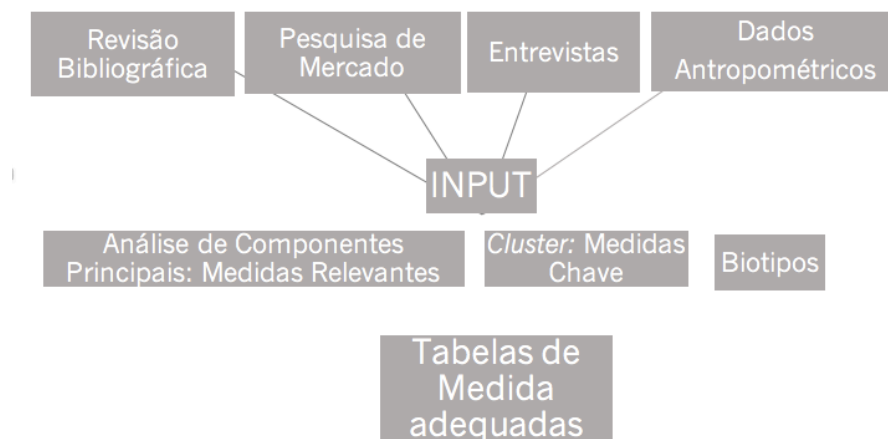 Revisão
Bibliográfica
Pesquisa de
Mercado
Entrevistas
Dados
Antropométricos
INPUT
Análise de Componentes
Principais: Medidas Relevantes
Cluster: Medidas
Chave
Biotipos
Tabelas de
Medida
adequadas